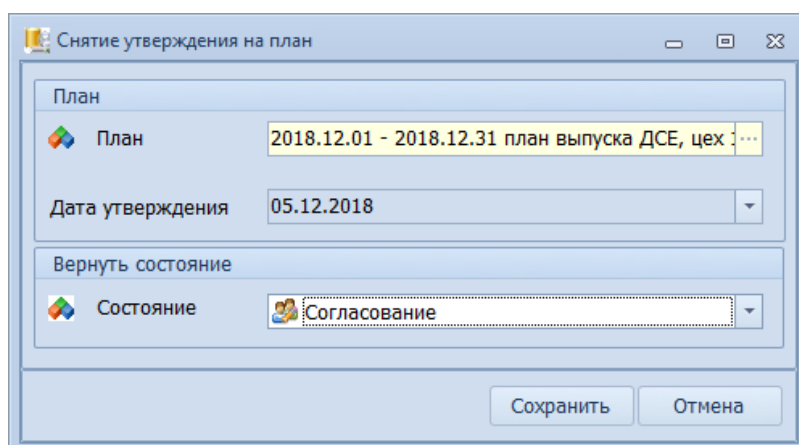 Снятие утверждения на план
План
План 2018.12.01 - 2018.12.31 план выпуска ДСЕ, цех
Дата утверждения 05.12.2018
Вернуть состояние
Состояние Согласование
Сохранить Отмена